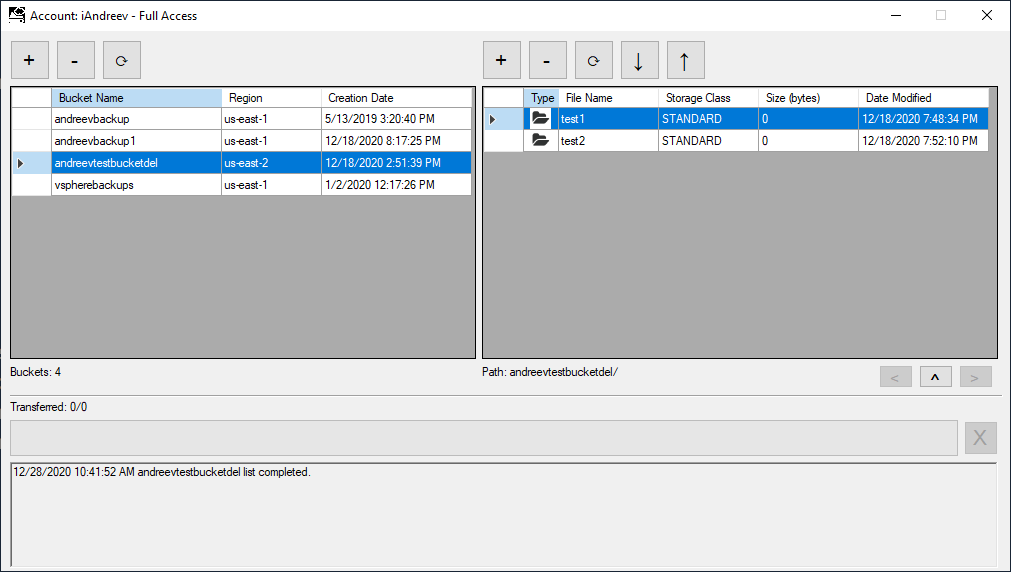 Account: iAndreev - Full Access
+ - ⟳ + - ⟳ ↓ ↑
Bucket Name Region Creation Date
andreevbackup us-east-1 5/13/2019 3:20:40 PM
andreevbackup1 us-east-1 12/18/2020 8:17:25 PM
andreevtestbucketdel us-east-2 12/18/2020 2:51:39 PM
vspherebackups us-east-1 1/2/2020 12:17:26 PM
Type File Name Storage Class Size (bytes) Date Modified
test1 STANDARD 0 12/18/2020 7:48:34 PM
test2 STANDARD 0 12/18/2020 7:52:10 PM
Buckets: 4
Path: andreevtestbucketdel/
< ^ >
Transferred: 0/0
X
12/28/2020 10:41:52 AM andreevtestbucketdel list completed.